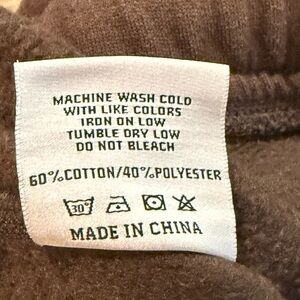 MACHINE WASH COLD
WITH LIKE COLORS
IRON ON LOW
TUMBLE DRY LOW
DO NOT BLEACH
60%COTTON/40%POLYESTER
30°
MADE IN CHINA